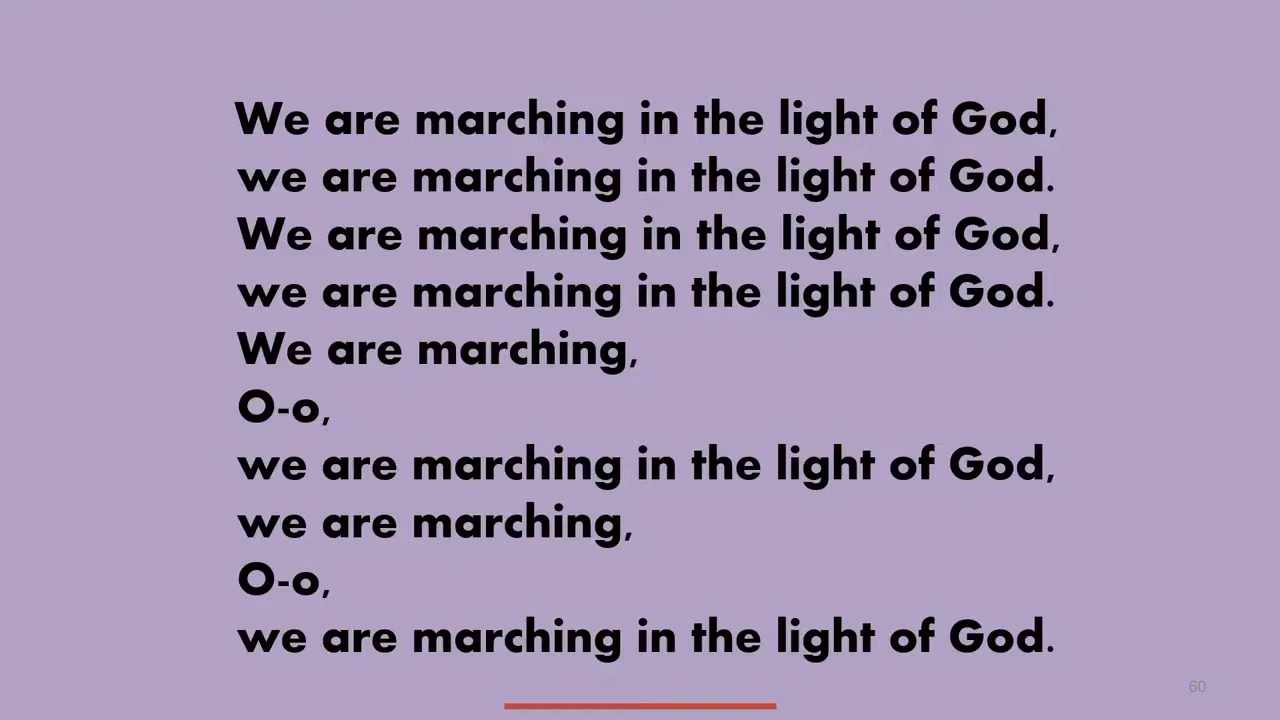 We are marching in the light of God,
we are marching in the light of God.
We are marching in the light of God,
we are marching in the light of God.
We are marching,
O-o,
we are marching in the light of God,
we are marching,
O-o,
we are marching in the light of God.
60